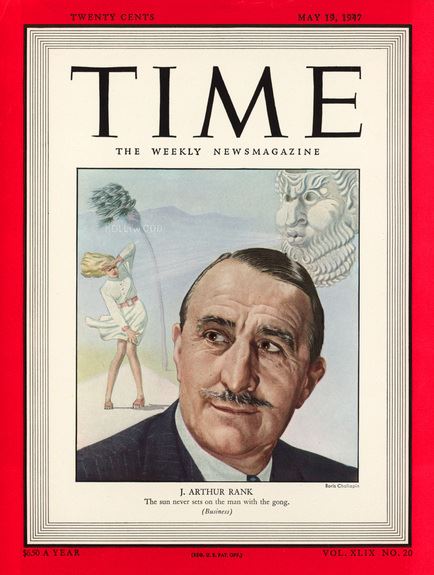 TWENTY CENTS MAY 19, 1947
TIME
THE WEEKLY NEWSMAGAZINE
HOLLYWOOD
Boris Chaliapin
J. ARTHUR RANK
The sun never sets on the man with the gong.
(Business)
$6.50 A YEAR (REG. U.S. PAT. OFF.) VOL. XLIX NO. 20